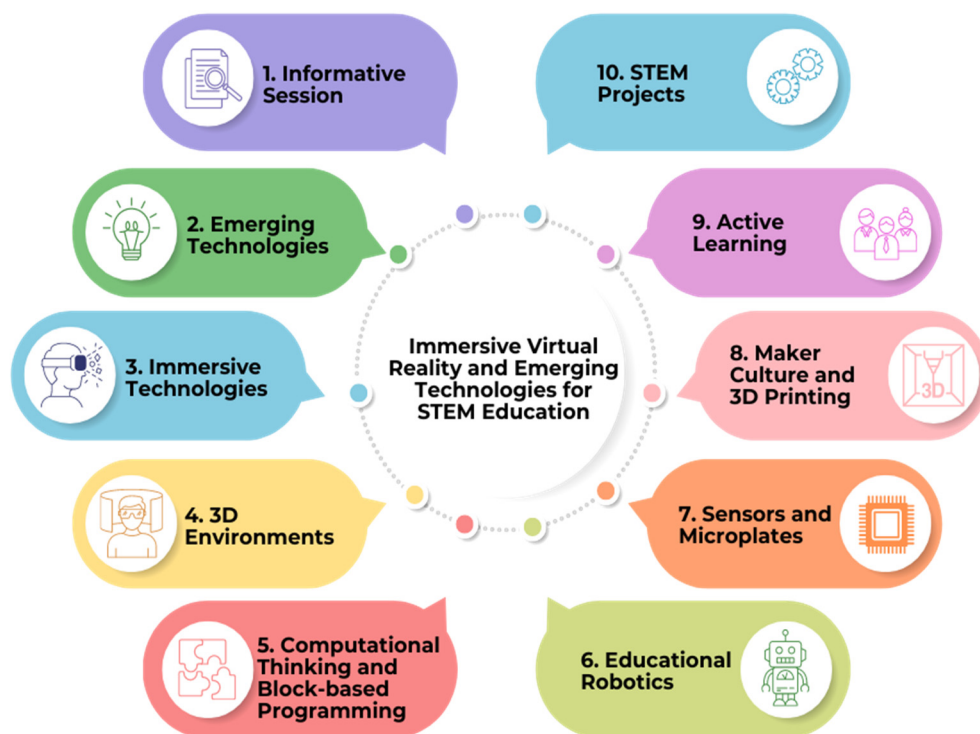 1. Informative
Session
2. Emerging
Technologies
3. Immersive
Technologies
4. 3D
Environments
5. Computational
Thinking and
Block-based
Programming
6. Educational
Robotics
7. Sensors and
Microplates
8. Maker
Culture and
3D Printing
3D
9. Active
Learning
10. STEM
Projects
Immersive Virtual
Reality and Emerging
Technologies for
STEM Education